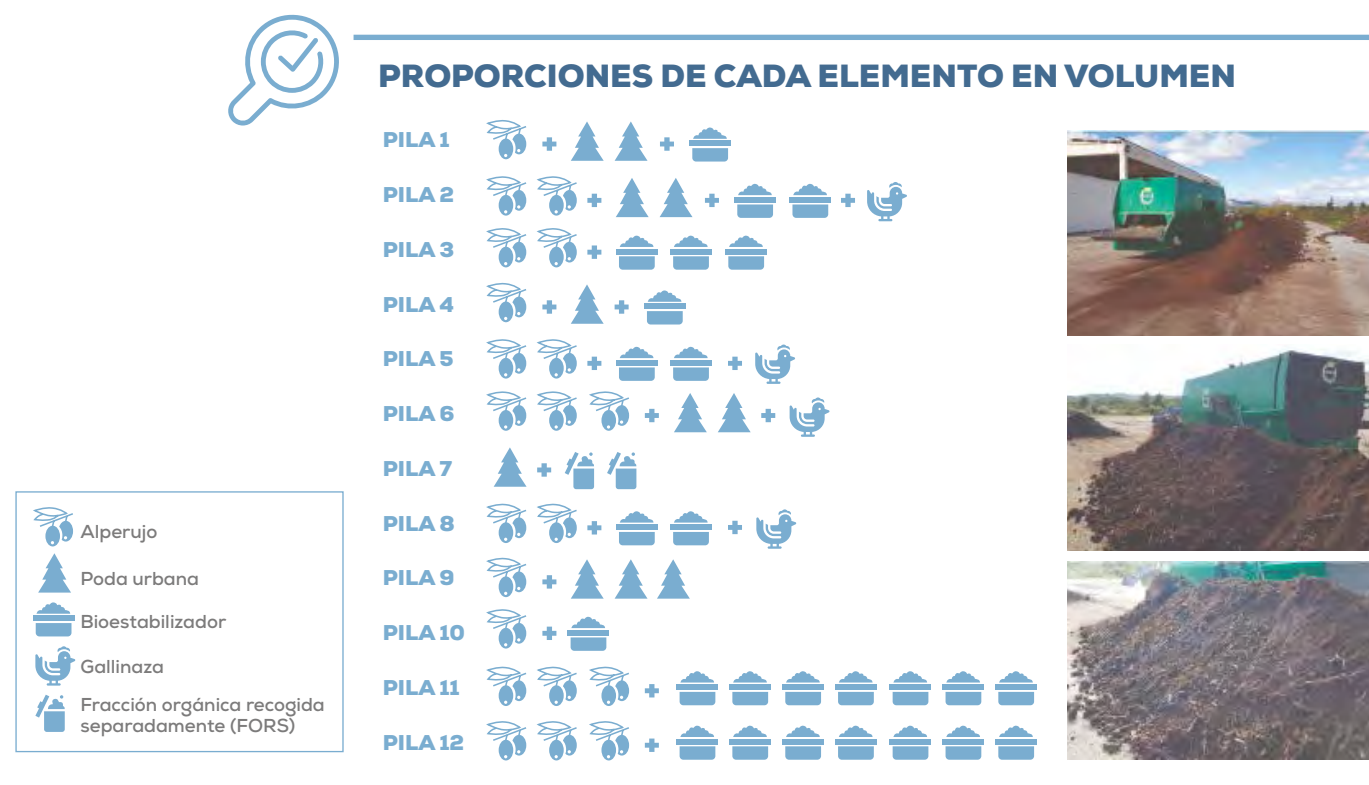 PROPORCIONES DE CADA ELEMENTO EN VOLUMEN
PILA 1
PILA 2
PILA 3
PILA 4
PILA 5
PILA 6
PILA 7
PILA 8
PILA 9
PILA 10
PILA 11
PILA 12
Alperujo
Poda urbana
Bioestabilizador
Gallinaza
Fracción orgánica recogida
separadamente (FORS)